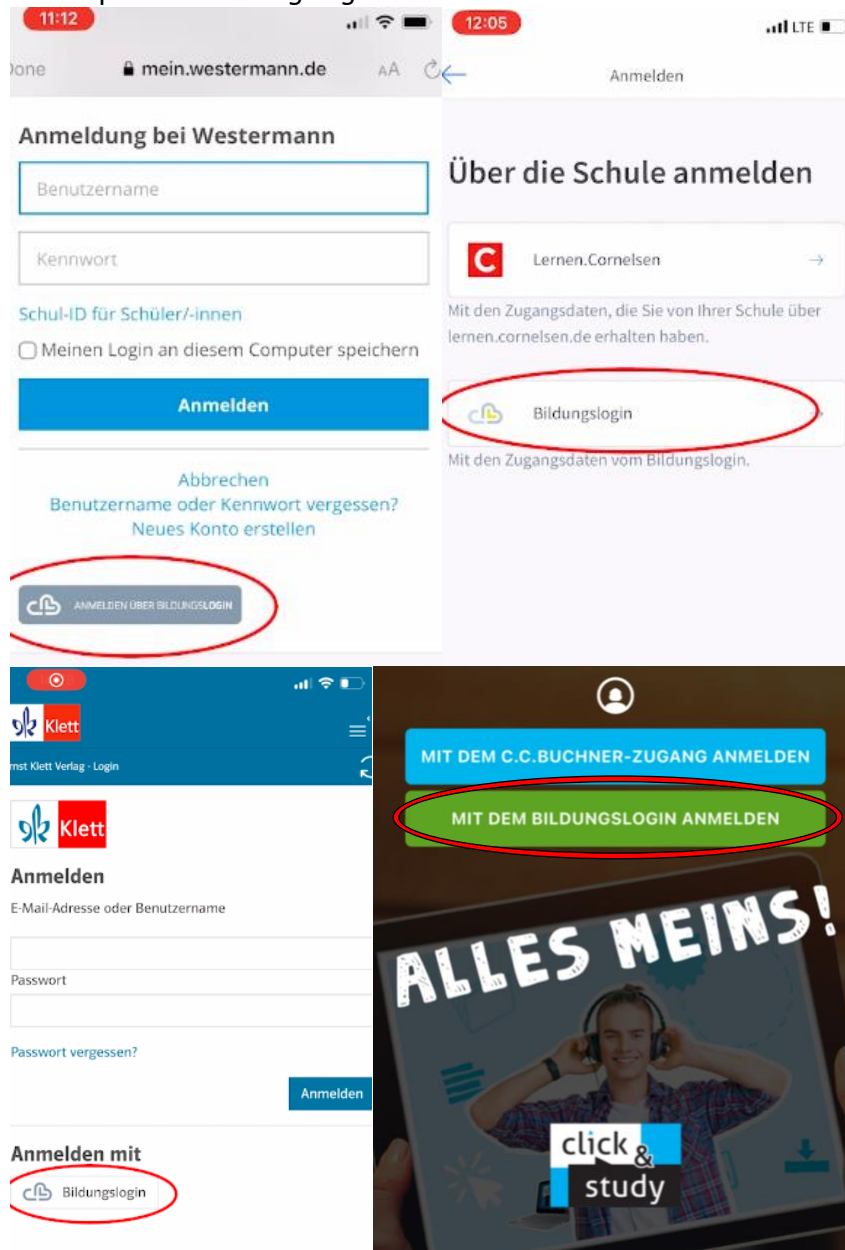 11:12
mein.westermann.de AA
Anmeldung bei Westermann
Benutzername
Kennwort
Schul-ID für Schüler/-innen
Meinen Login an diesem Computer speichern
Anmelden
Abbrechen
Benutzername oder Kennwort vergessen?
Neues Konto erstellen
ANMELDEN ÜBER BILDUNGSLOGIN
12:05
LTE
Anmelden
Über die Schule anmelden
C
Lernen.Cornelsen
Mit den Zugangsdaten, die Sie von Ihrer Schule über
lernen.cornelsen.de erhalten haben.
Bildungslogin
Mit den Zugangsdaten vom Bildungslogin.
Klett
rnst Klett Verlag - Login
Klett
Anmelden
E-Mail-Adresse oder Benutzername
Passwort
Passwort vergessen?
Anmelden
Anmelden mit
Bildungslogin
MIT DEM C.C.BUCHNER-ZUGANG ANMELDEN
MIT DEM BILDUNGSLOGIN ANMELDEN
ALLES MEINS!
click &
study